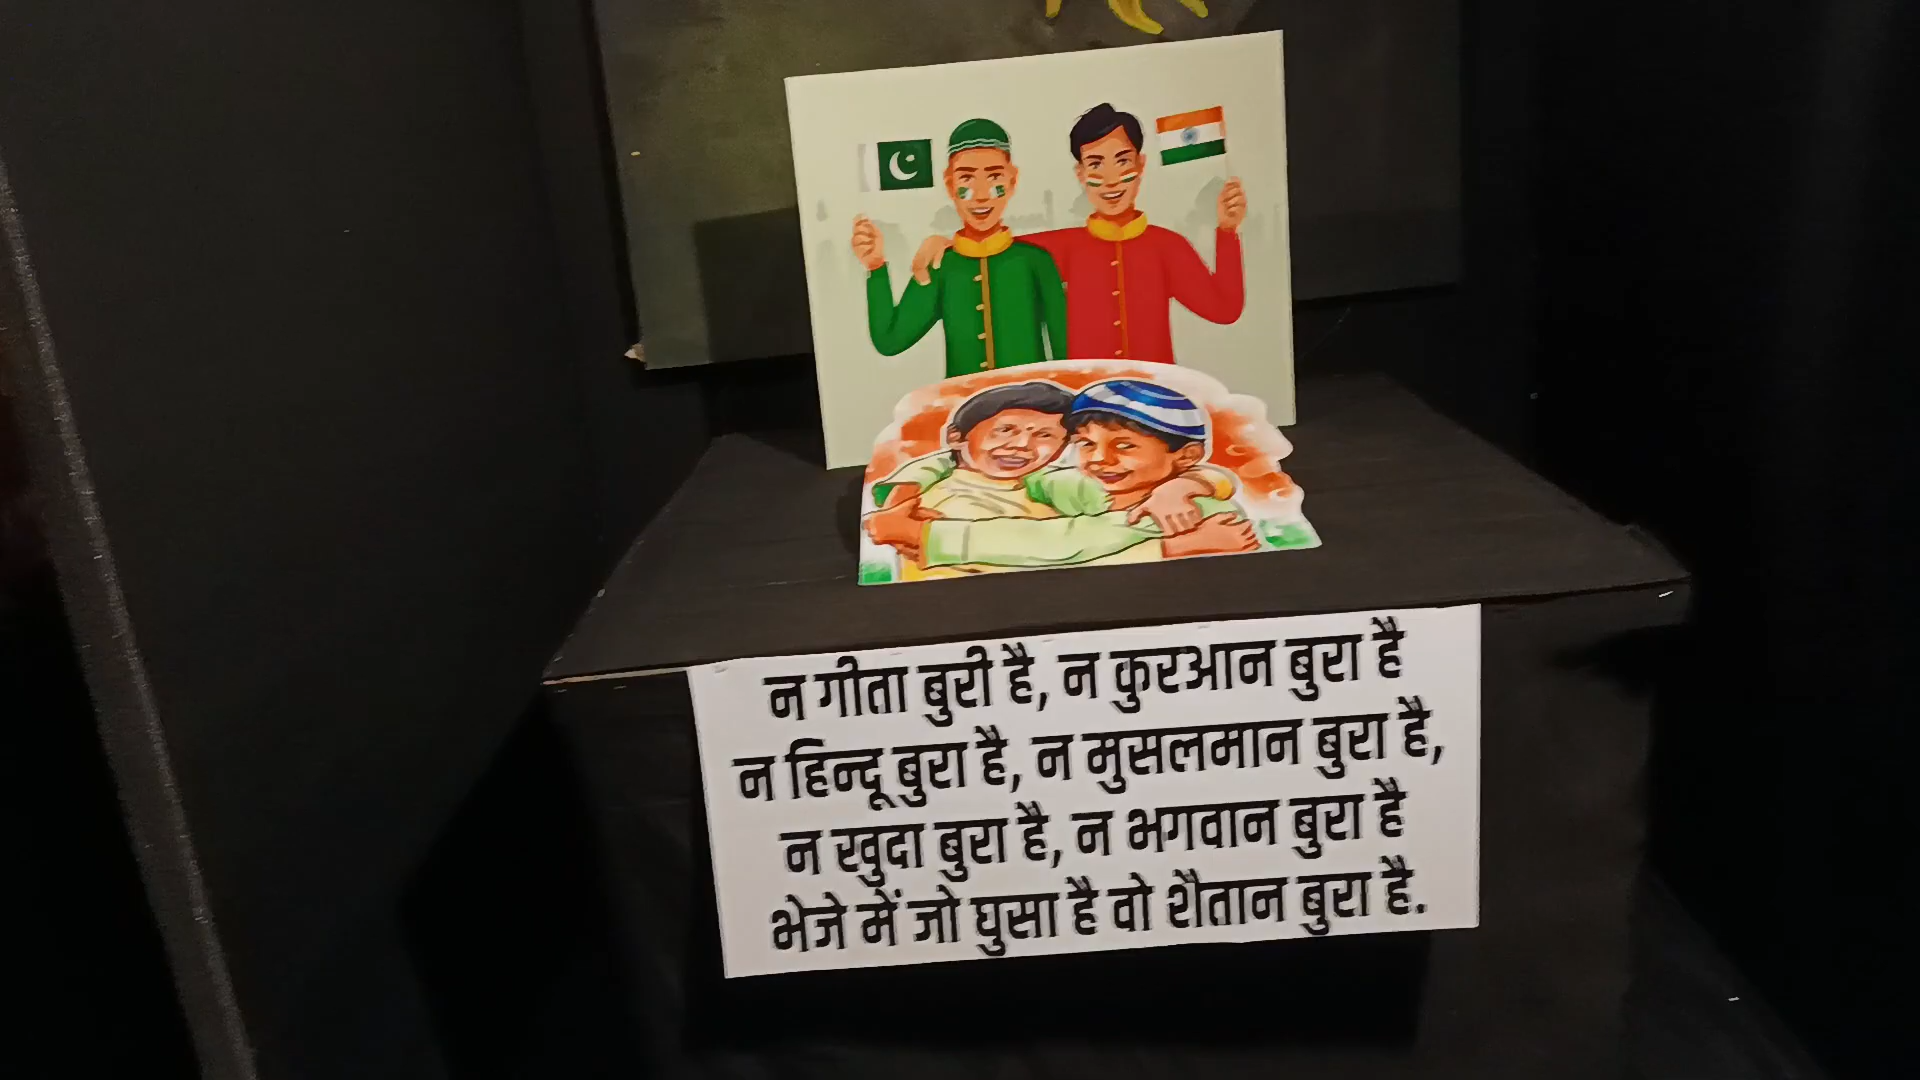 न गीता बुरी है, न कुरआन बुरा है
न हिन्दू बुरा है, न मुसलमान बुरा है,
न खुदा बुरा है, न भगवान बुरा है
भेजे में जो घुसा है वो शैतान बुरा है.